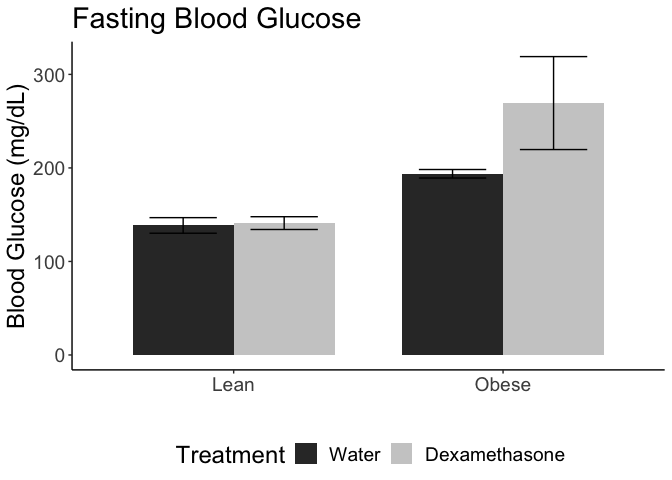 Fasting Blood Glucose
Blood Glucose (mg/dL)
300
200
100
0
Lean Obese
Treatment Water Dexamethasone